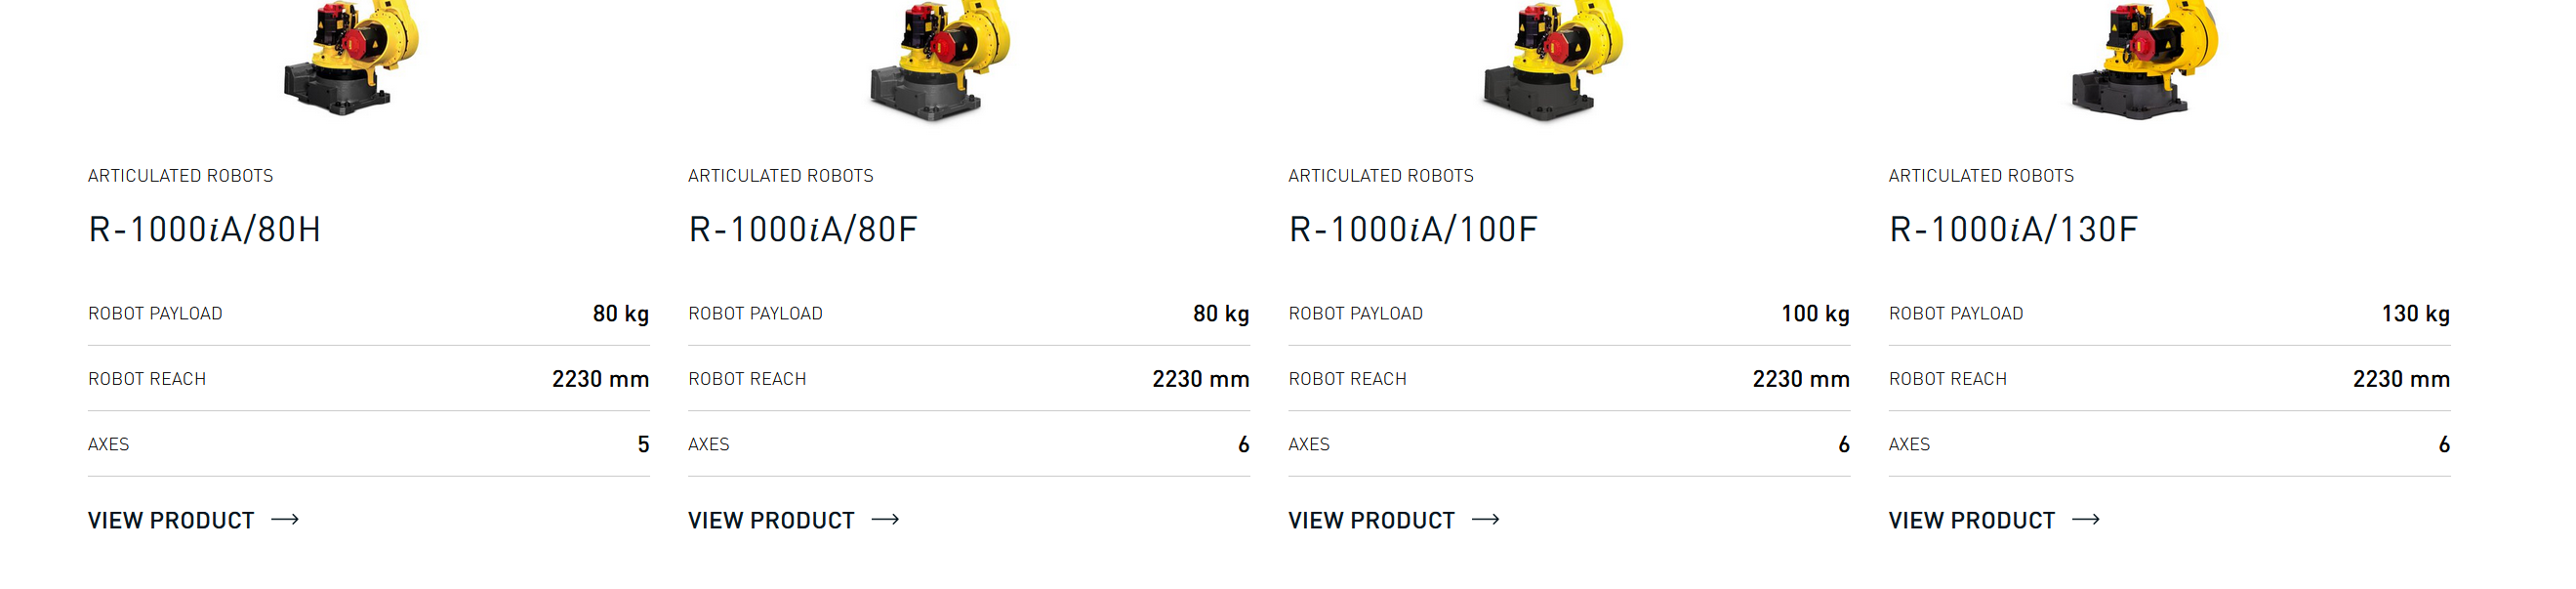 ARTICULATED ROBOTS
R-1000iA/80H
ROBOT PAYLOAD 80 kg
ROBOT REACH 2230 mm
AXES 5
VIEW PRODUCT →
ARTICULATED ROBOTS
R-1000iA/80F
ROBOT PAYLOAD 80 kg
ROBOT REACH 2230 mm
AXES 6
VIEW PRODUCT →
ARTICULATED ROBOTS
R-1000iA/100F
ROBOT PAYLOAD 100 kg
ROBOT REACH 2230 mm
AXES 6
VIEW PRODUCT →
ARTICULATED ROBOTS
R-1000iA/130F
ROBOT PAYLOAD 130 kg
ROBOT REACH 2230 mm
AXES 6
VIEW PRODUCT →